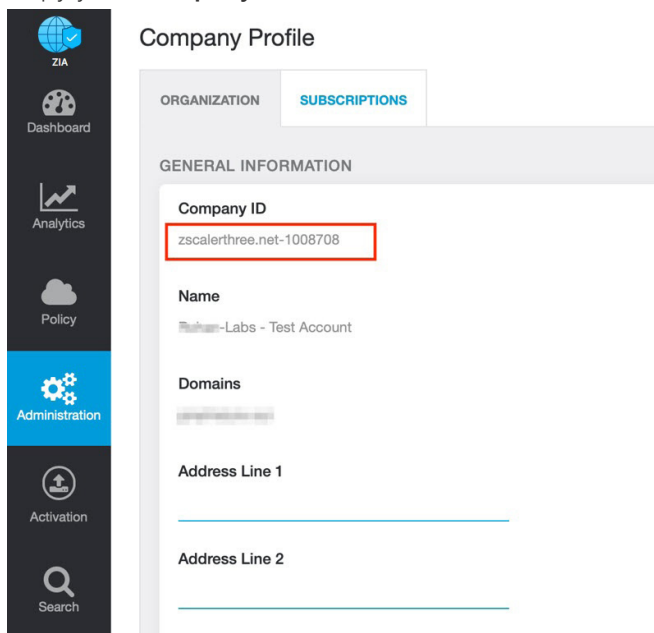 Company Profile
ZIA
ORGANIZATION
SUBSCRIPTIONS
Dashboard
GENERAL INFORMATION
Company ID
zscalerthree.net-1008708
Analytics
Name
-Labs - Test Account
Policy
Domains
Administration
Address Line 1
Activation
Address Line 2
Search